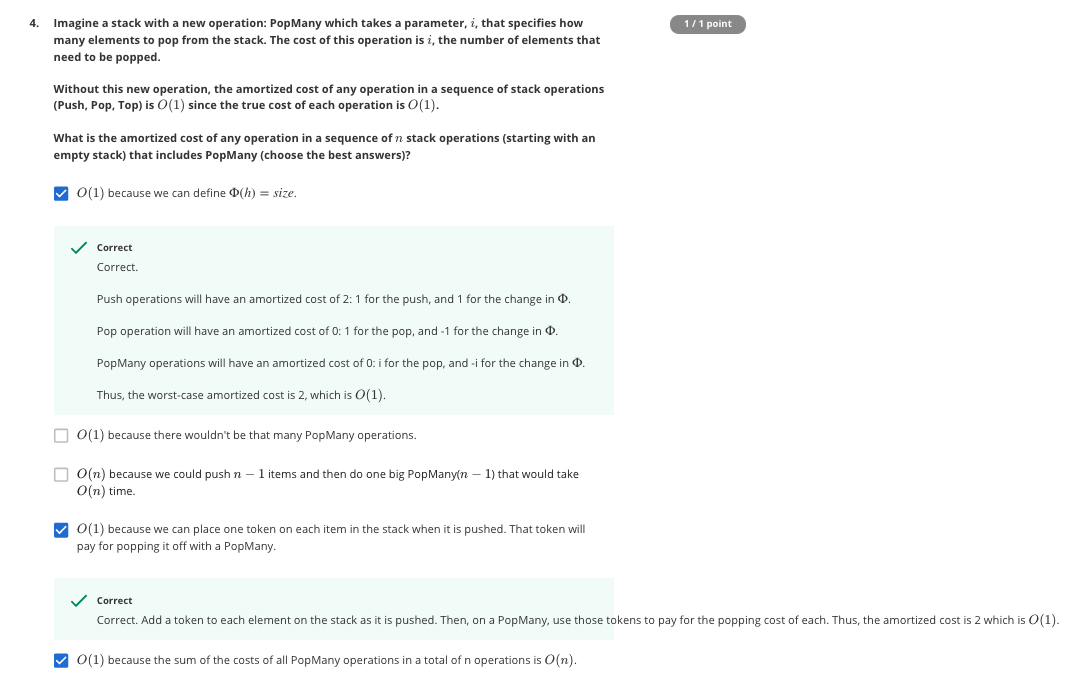 4. Imagine a stack with a new operation: PopMany which takes a parameter, i, that specifies how
1 / 1 point
many elements to pop from the stack. The cost of this operation is i, the number of elements that
need to be popped.
Without this new operation, the amortized cost of any operation in a sequence of stack operations
(Push, Pop, Top) is O(1) since the true cost of each operation is O(1).
What is the amortized cost of any operation in a sequence of n stack operations (starting with an
empty stack) that includes PopMany (choose the best answers)?
O(1) because we can define Φ(h) = size.
Correct
Correct.
Push operations will have an amortized cost of 2: 1 for the push, and 1 for the change in Φ.
Pop operation will have an amortized cost of 0: 1 for the pop, and -1 for the change in Φ.
PopMany operations will have an amortized cost of 0: i for the pop, and -i for the change in Φ.
Thus, the worst-case amortized cost is 2, which is O(1).
O(1) because there wouldn't be that many PopMany operations.
O(n) because we could push n − 1 items and then do one big PopMany(n − 1) that would take
O(n) time.
O(1) because we can place one token on each item in the stack when it is pushed. That token will
pay for popping it off with a PopMany.
Correct
Correct. Add a token to each element on the stack as it is pushed. Then, on a PopMany, use those tokens to pay for the popping cost of each. Thus, the amortized cost is 2 which is O(1).
O(1) because the sum of the costs of all PopMany operations in a total of n operations is O(n).